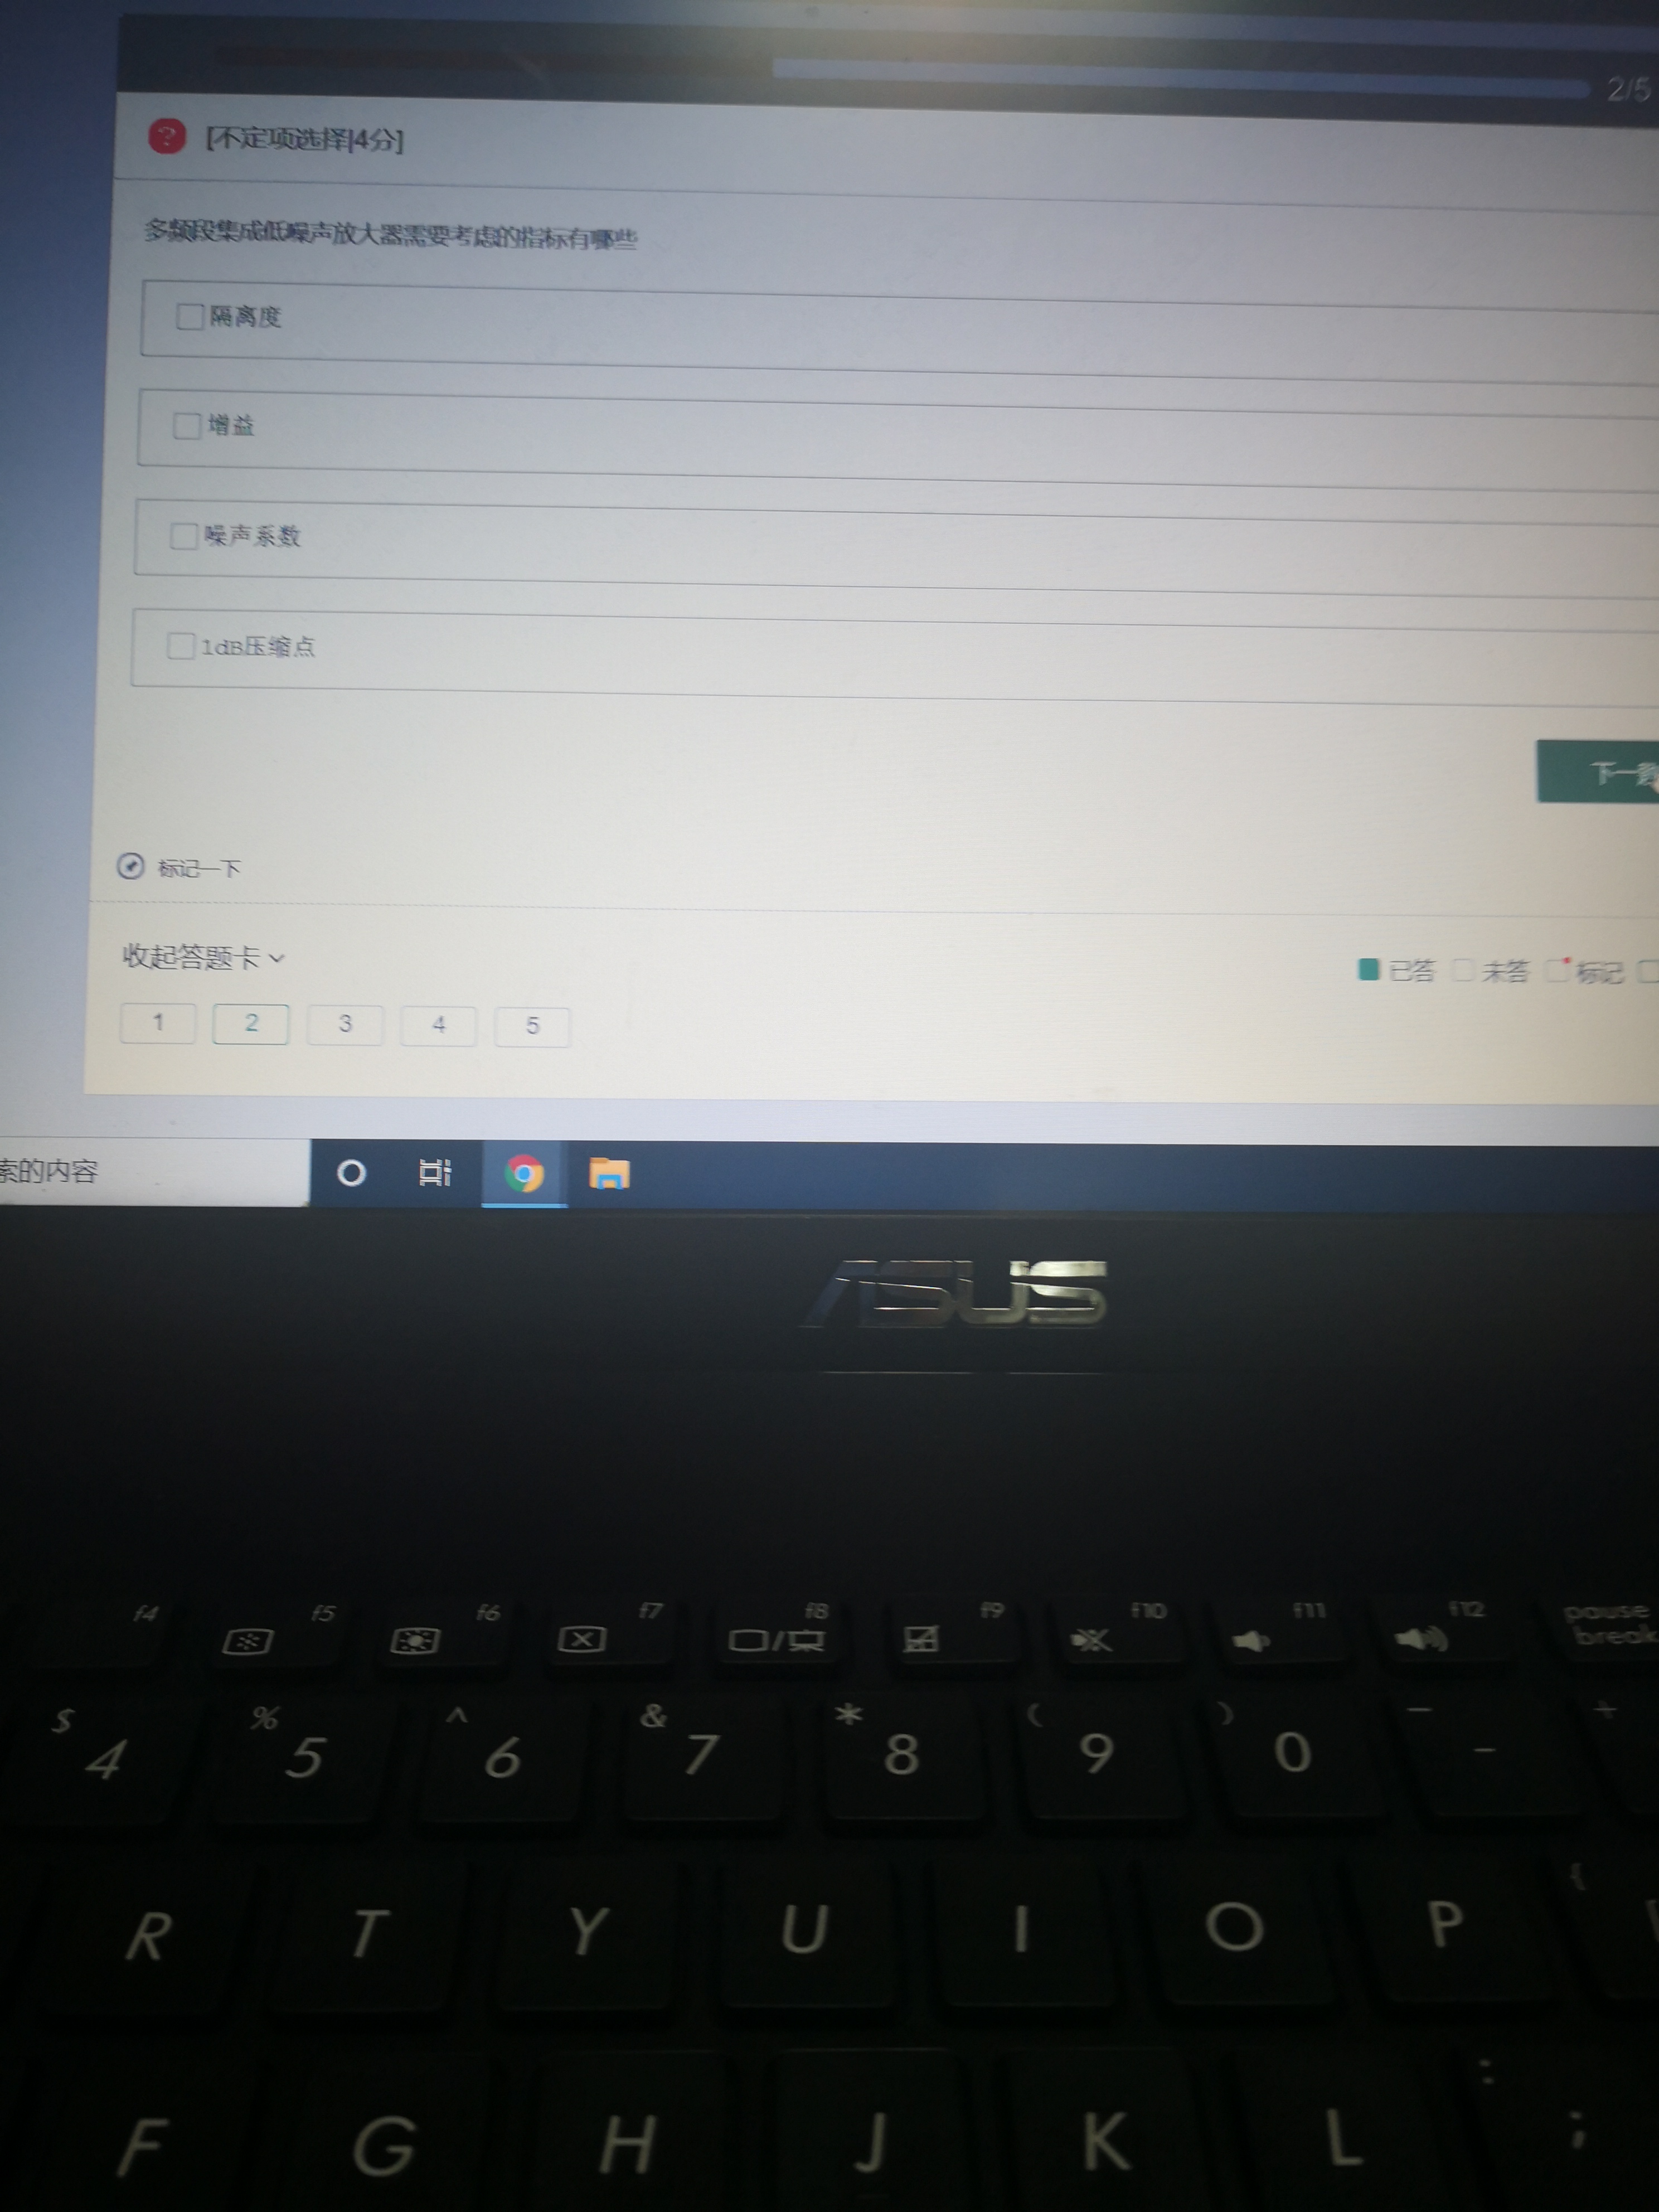 2/5
? [不定项选择|4分]
多频段集成低噪声放大器需要考虑的指标有哪些
隔离度
增益
噪声系数
1dB压缩点
下一
标记一下
收起答题卡
已答 未答 标记
1 2 3 4 5
索的内容
ASUS
f4 f5 f6 f7 f8 f9 f10 f11 f12 pause break
$ % ^ & * ( ) — +
4 5 6 7 8 9 0 -
R T Y U I O P {
F G H J K L : ;